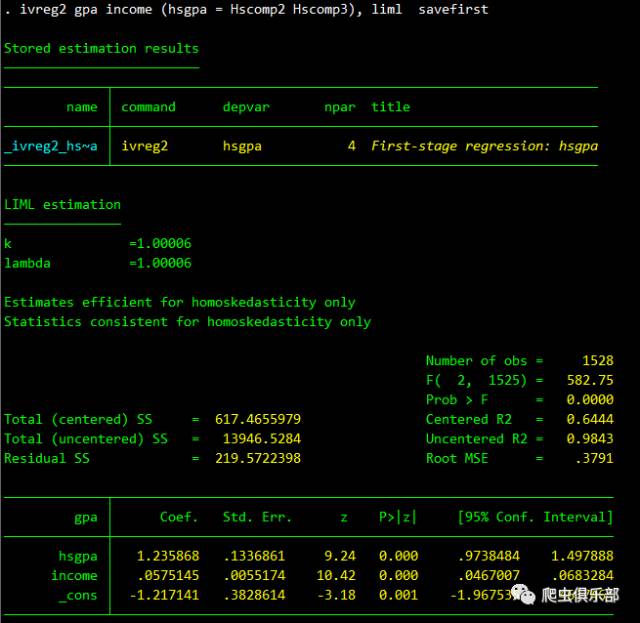 . ivreg2 gpa income (hsgpa = Hscomp2 Hscomp3), liml  savefirst
Stored estimation results
name | command     depvar     npar  title
_ivreg2_hs~a | ivreg2     hsgpa     4  First-stage regression: hsgpa
LIML estimation
k               =1.00006
lambda          =1.00006
Estimates efficient for homoskedasticity only
Statistics consistent for homoskedasticity only
Number of obs =     1528
F(  2,  1525) =   582.75
Prob > F      =   0.0000
Total (centered) SS     =  617.4655979     Centered R2   =   0.6444
Total (uncentered) SS   =   13946.5284     Uncentered R2 =   0.9843
Residual SS             =  219.5722398     Root MSE      =    .3791
gpa |      Coef.   Std. Err.      z    P>|z|     [95% Conf. Interval]
hsgpa |   1.235868   .1336861     9.24   0.000     .9738484    1.497888
income |   .0575145   .0055174    10.42   0.000     .0467007    .0683284
_cons |  -1.217141   .3828614    -3.18   0.001
爬虫俱乐部